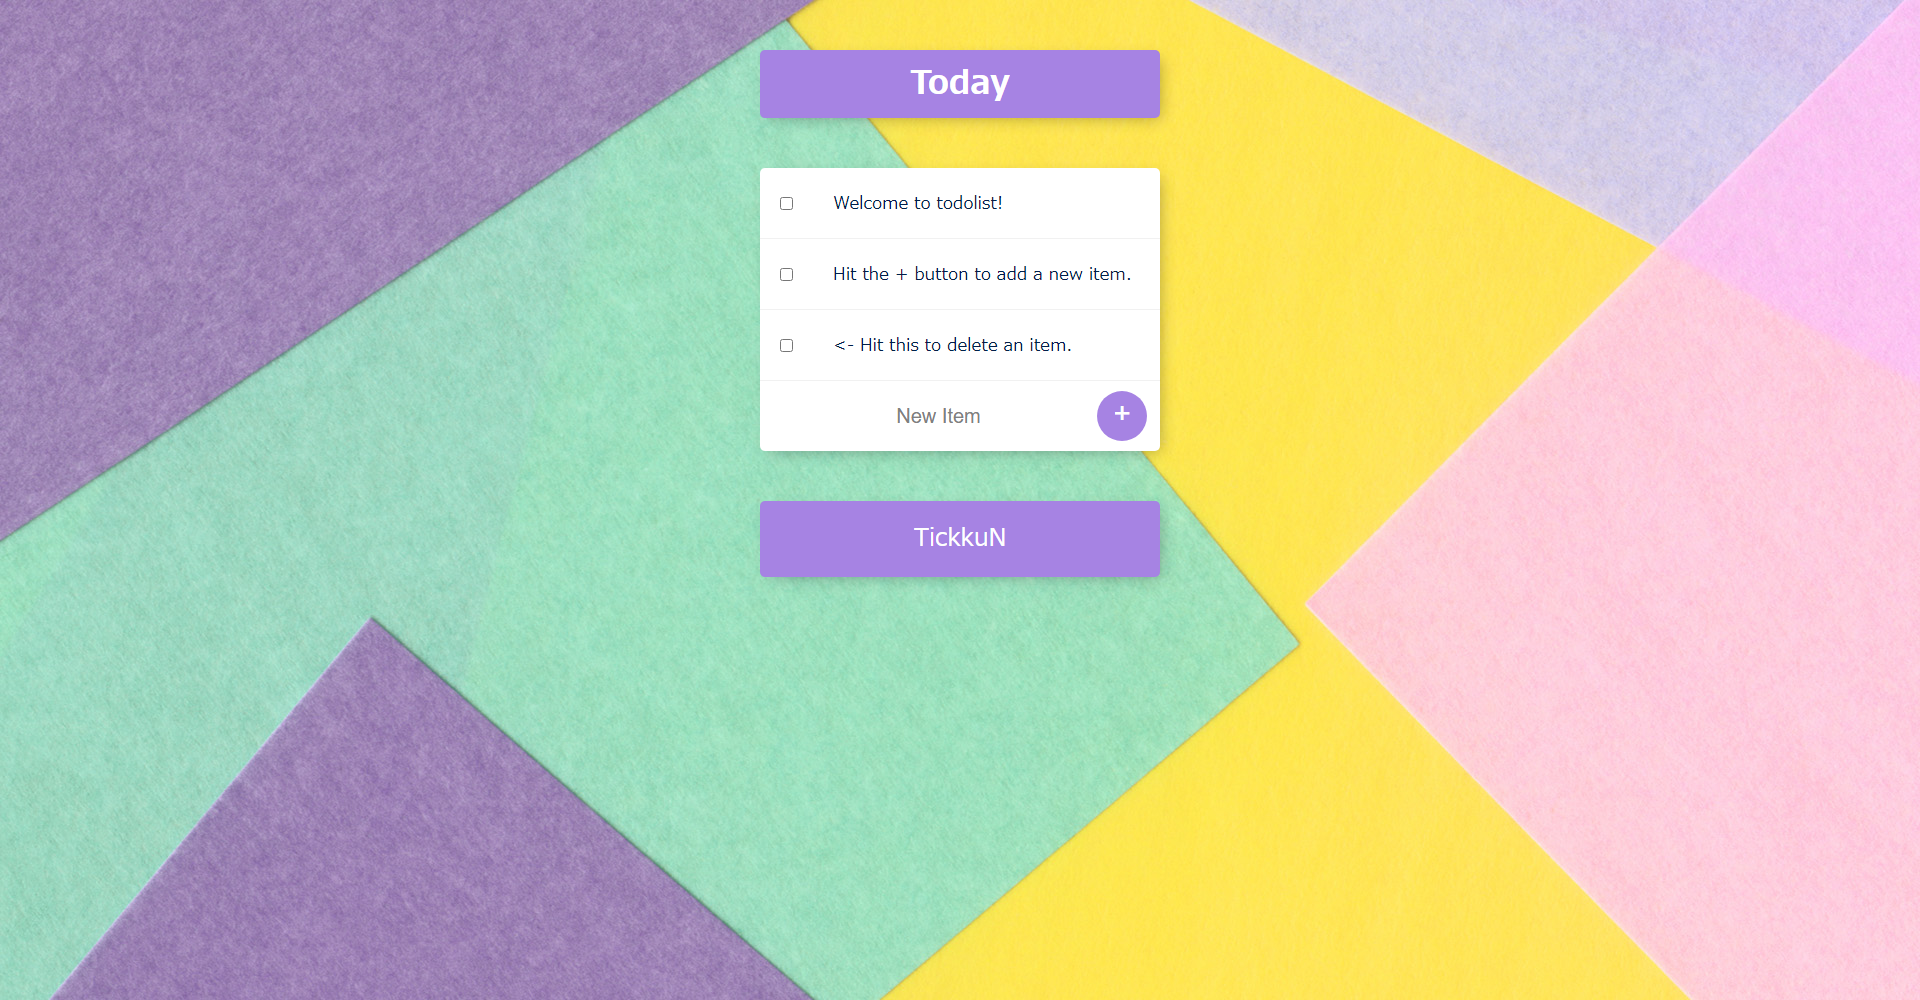 Today
Welcome to todolist!
Hit the + button to add a new item.
<- Hit this to delete an item.
New Item +
TickkuN